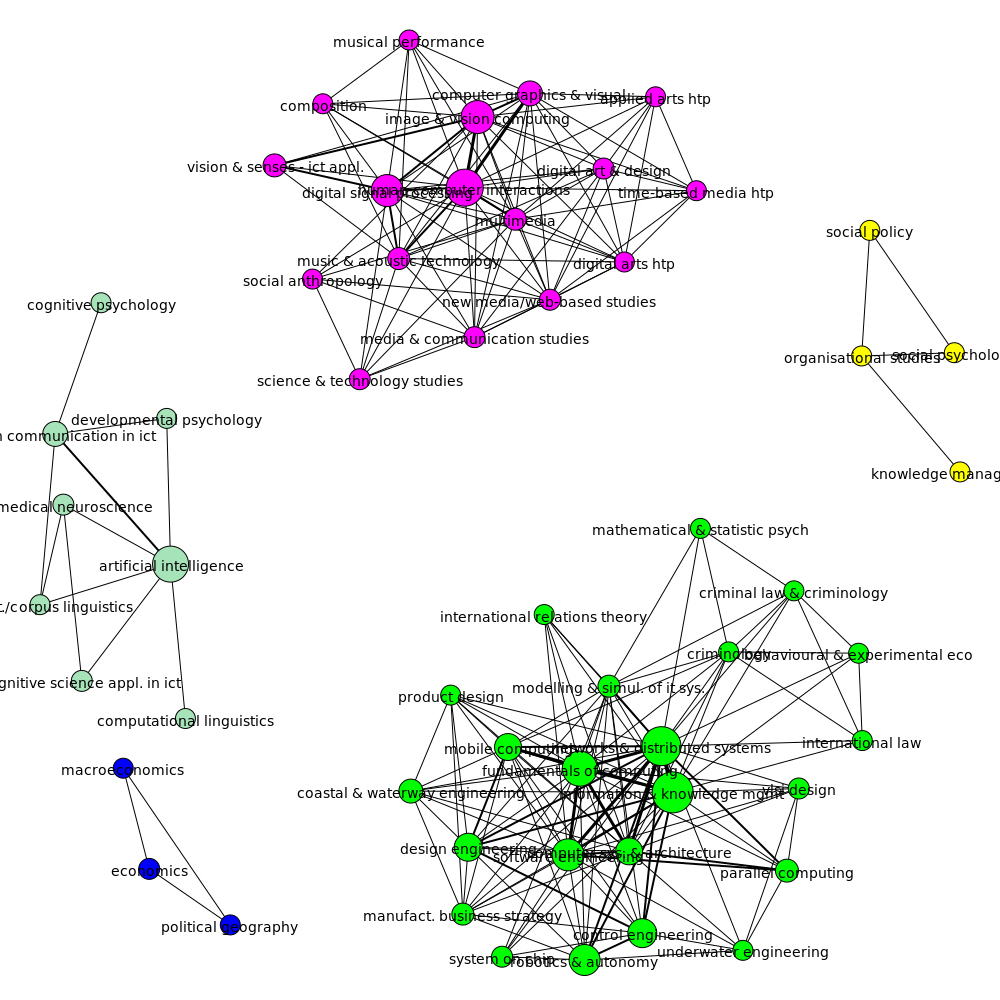 musical performance
computer graphics & visual
applied arts htp
composition
image & vision computing
vision & senses - ict appl.
digital art & design
digital signal processing
human computer interactions
time-based media htp
multimedia
social policy
music & acoustic technology
digital arts htp
social anthropology
new media/web-based studies
cognitive psychology
media & communication studies
organisational studies
social psycholo
science & technology studies
developmental psychology
communication in ict
knowledge manag
medical neuroscience
mathematical & statistic psych
artificial intelligence
criminal law & criminology
./corpus linguistics
international relations theory
criminology
behavioural & experimental eco
gnitive science appl. in ict
modelling & simul. of it sys.
product design
computational linguistics
international law
mobile computing
networks & distributed systems
macroeconomics
fundamentals of computing
coastal & waterway engineering
information & knowledge mgmt
vlsi design
design engineering
software engineering
computer sys. & architecture
economics
parallel computing
manufact. business strategy
political geography
control engineering
underwater engineering
system on chip
robotics & autonomy